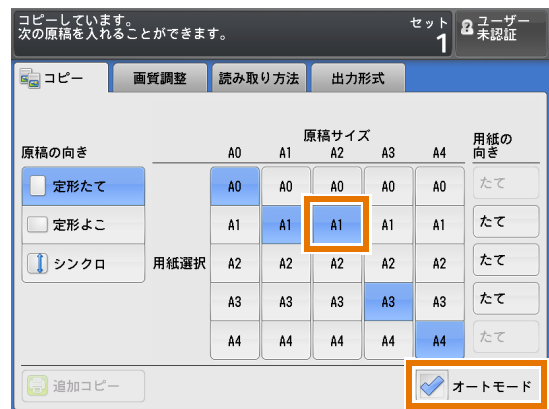 コピーしています。
次の原稿を入れることができます。
セット
1
ユーザー
未認証
コピー
画質調整
読み取り方法
出力形式
原稿サイズ
用紙の
向き
原稿の向き
A0 A1 A2 A3 A4
定形たて
A0 A0 A0 A0 A0
たて
定形よこ
A1 A1 A1 A1 A1
たて
シンクロ
用紙選択
A2 A2 A2 A2 A2
たて
A3 A3 A3 A3 A3
たて
A4 A4 A4 A4 A4
たて
追加コピー
オートモード